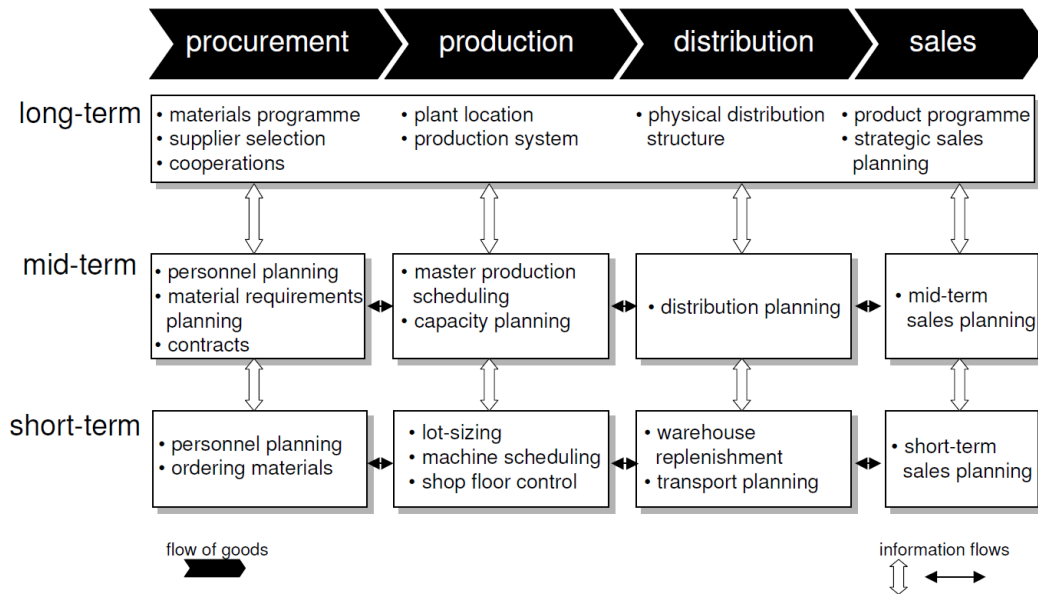 procurement
production
distribution
sales
long-term
• materials programme
• supplier selection
• cooperations
• plant location
• production system
• physical distribution
structure
• product programme
• strategic sales
planning
mid-term
• personnel planning
• material requirements
planning
• contracts
• master production
scheduling
• capacity planning
• distribution planning
• mid-term
sales planning
short-term
• personnel planning
• ordering materials
• lot-sizing
• machine scheduling
• shop floor control
• warehouse
replenishment
• transport planning
• short-term
sales planning
flow of goods
information flows